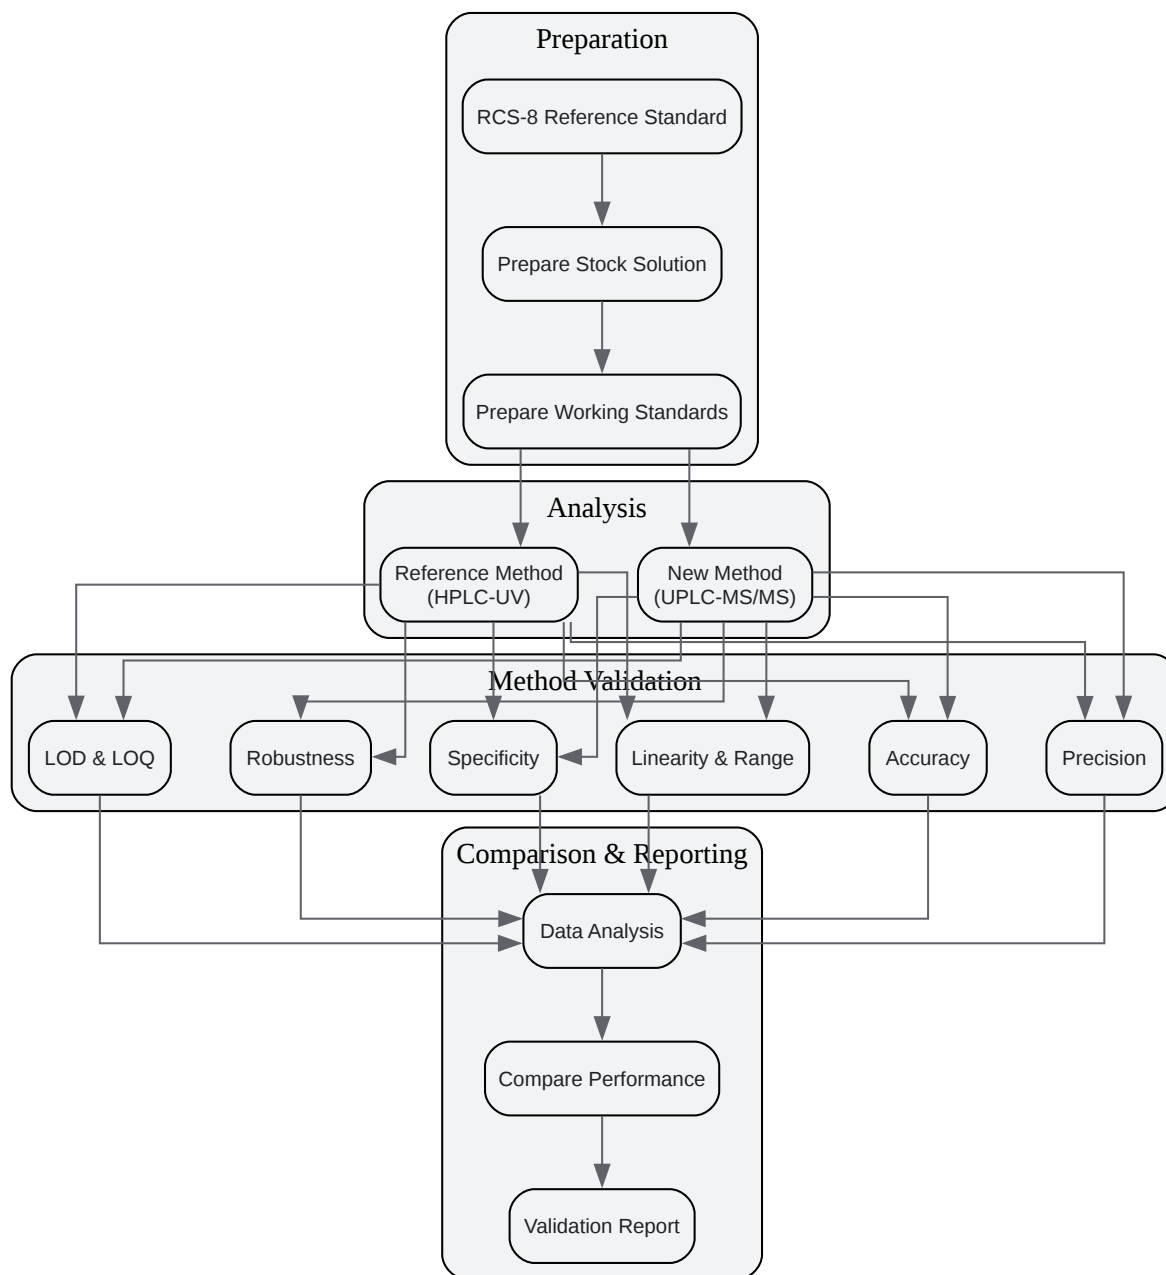 Preparation
RCS-8 Reference Standard
Prepare Stock Solution
Prepare Working Standards
Analysis
Reference Method
(HPLC-UV)
New Method
(UPLC-MS/MS)
Method Validation
LOD & LOQ
Robustness
Specificity
Linearity & Range
Accuracy
Precision
Comparison & Reporting
Data Analysis
Compare Performance
Validation Report